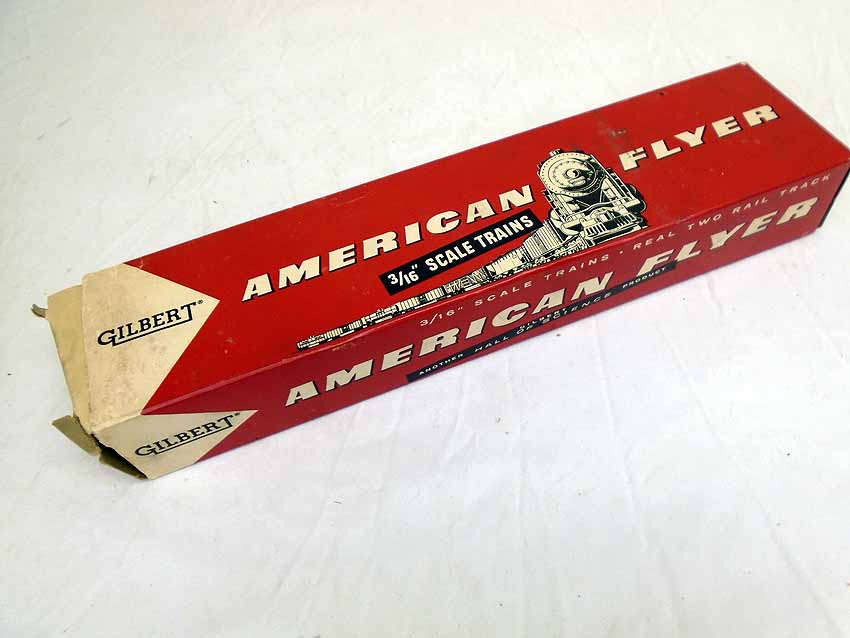 GILBERT®
AMERICAN FLYER
3/16" SCALE TRAINS
GILBERT®
3/16" SCALE TRAINS · REAL TWO RAIL TRACK
AMERICAN FLYER
GILBERT
ANOTHER HALL OF SCIENCE PRODUCT